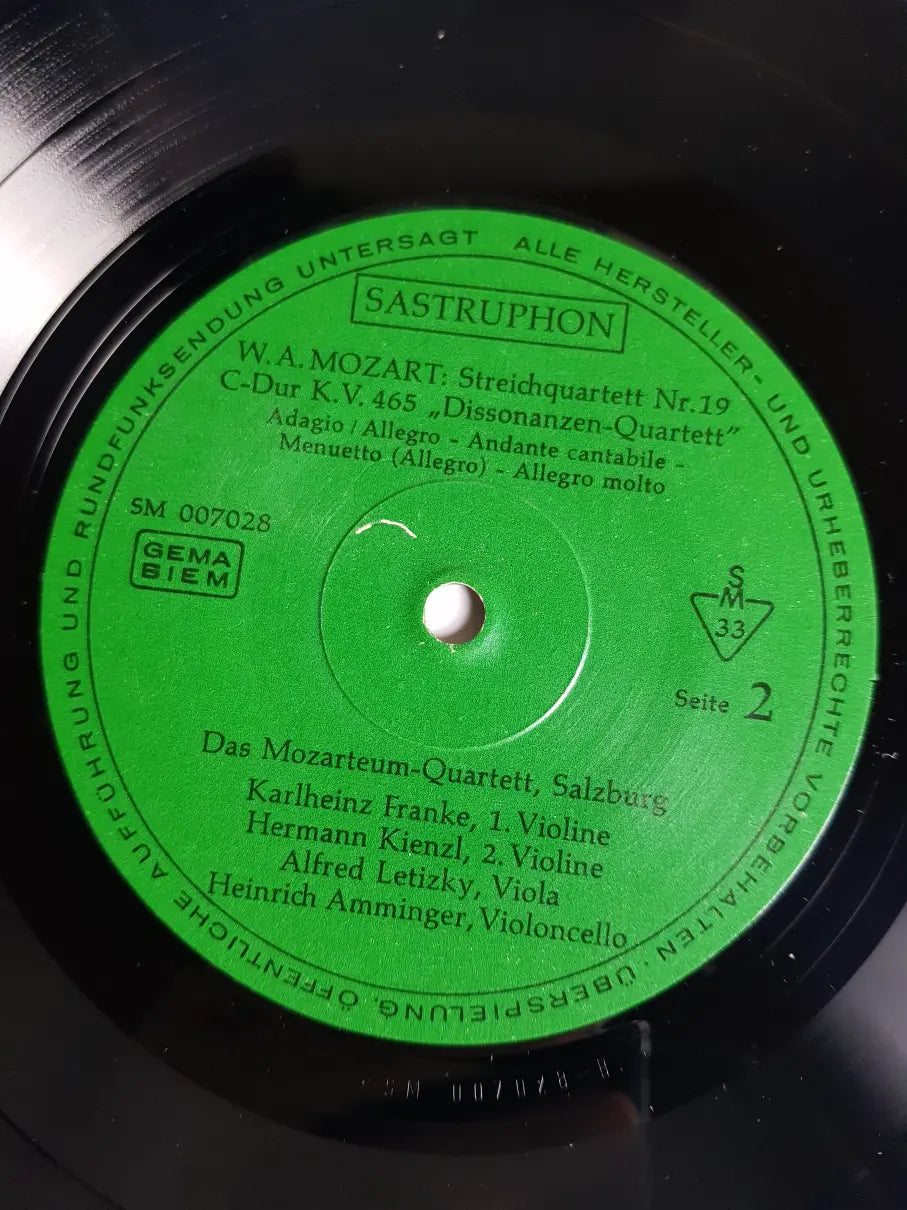 ALLE HERSTELLER- UND URHEBERRECHTE VORBEHALTEN · ÜBERSPIELUNG, ÖFFENTLICHE AUFFÜHRUNG UND RUNDFUNKSENDUNG UNTERSAGT
SASTRUPHON
W. A. MOZART: Streichquartett Nr. 19
C-Dur K. V. 465 „Dissonanzen-Quartett”
Adagio / Allegro - Andante cantabile -
Menuetto (Allegro) - Allegro molto
SM 007028
GEMA
BIEM
S
M
33
Seite 2
Das Mozarteum-Quartett, Salzburg
Karlheinz Franke, 1. Violine
Hermann Kienzl, 2. Violine
Alfred Letizky, Viola
Heinrich Amminger, Violoncello
SM 007028